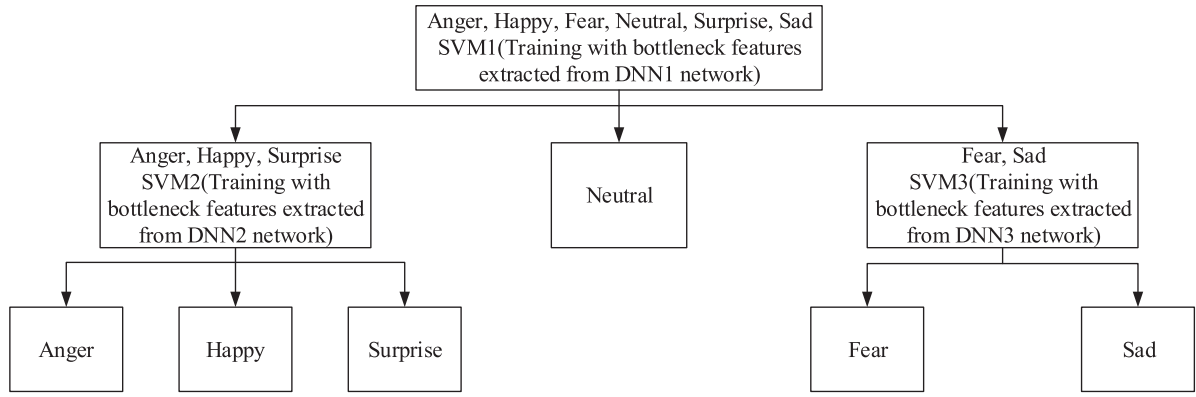 Anger, Happy, Fear, Neutral, Surprise, Sad
SVM1(Training with bottleneck features
extracted from DNN1 network)
Anger, Happy, Surprise
SVM2(Training with
bottleneck features extracted
from DNN2 network)
Neutral
Fear, Sad
SVM3(Training with
bottleneck features extracted
from DNN3 network)
Anger
Happy
Surprise
Fear
Sad